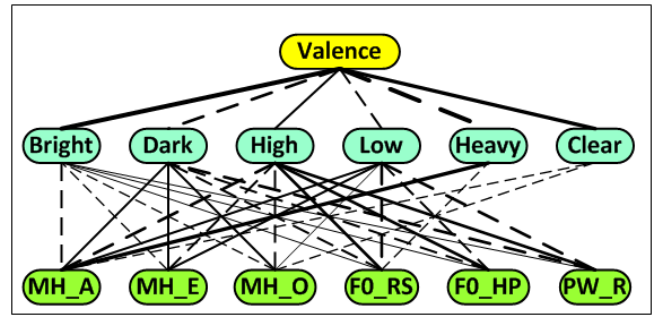 Valence
Bright Dark High Low Heavy Clear
MH_A MH_E MH_O F0_RS F0_HP PW_R